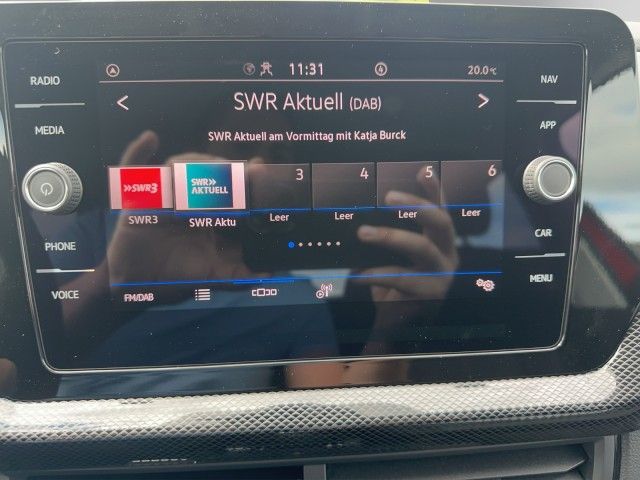 RADIO
MEDIA
PHONE
VOICE
NAV
APP
CAR
MENU
11:31
20.0°C
SWR Aktuell (DAB)
SWR Aktuell am Vormittag mit Katja Burck
SWR3
SWR AKTUELL
3
4
5
6
SWR3
SWR Aktu
Leer
Leer
Leer
Leer
FM/DAB